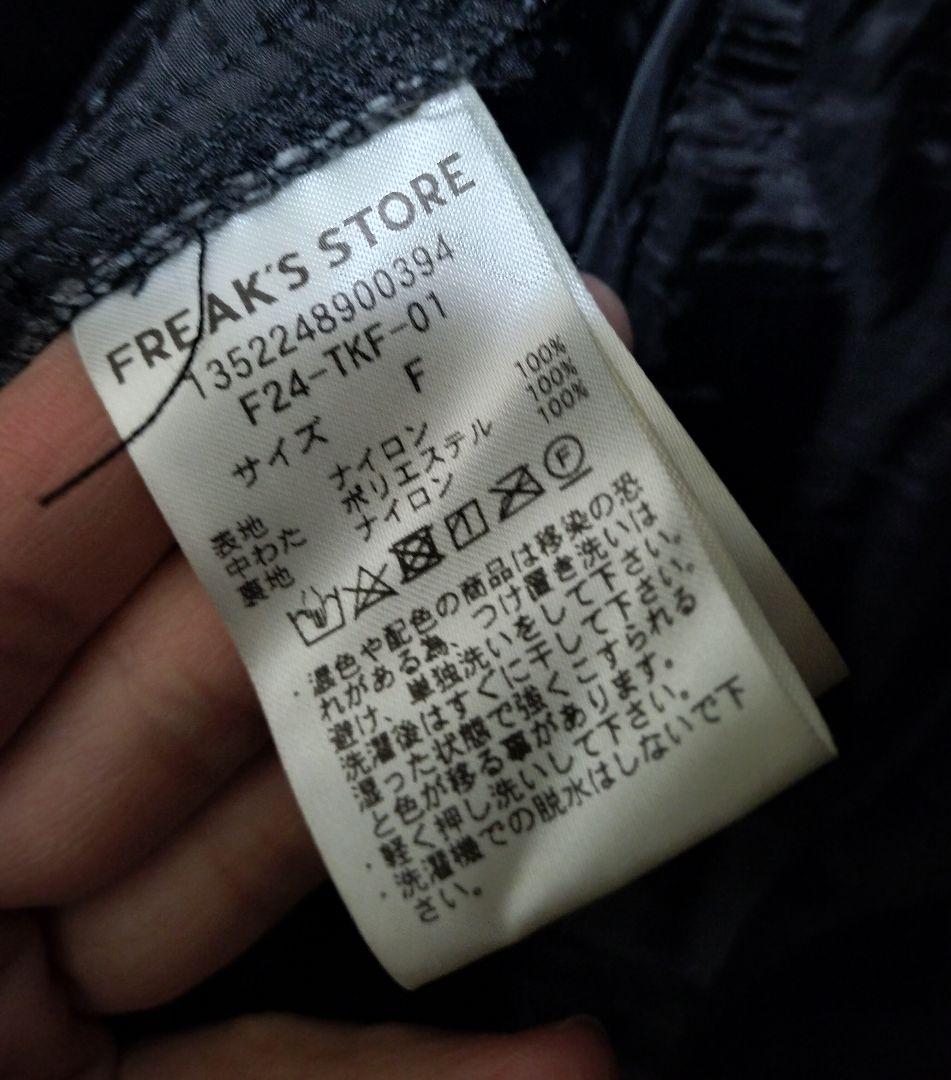 FREAK'S STORE
1352248900394
F24-TKF-01
サイズ F
表地 ナイロン 100%
中わた ポリエステル 100%
裏地 ナイロン 100%
F
・濃色や配色の商品は移染の恐
れがある為、つけ置き洗いは
避け、単独洗いをして下さい。
洗濯後はすぐに干して下さい。
湿った状態で強くこすられる
と色が移る事があります。
・軽く押し洗いして下さい。
・洗濯機での脱水はしないで下
さい。